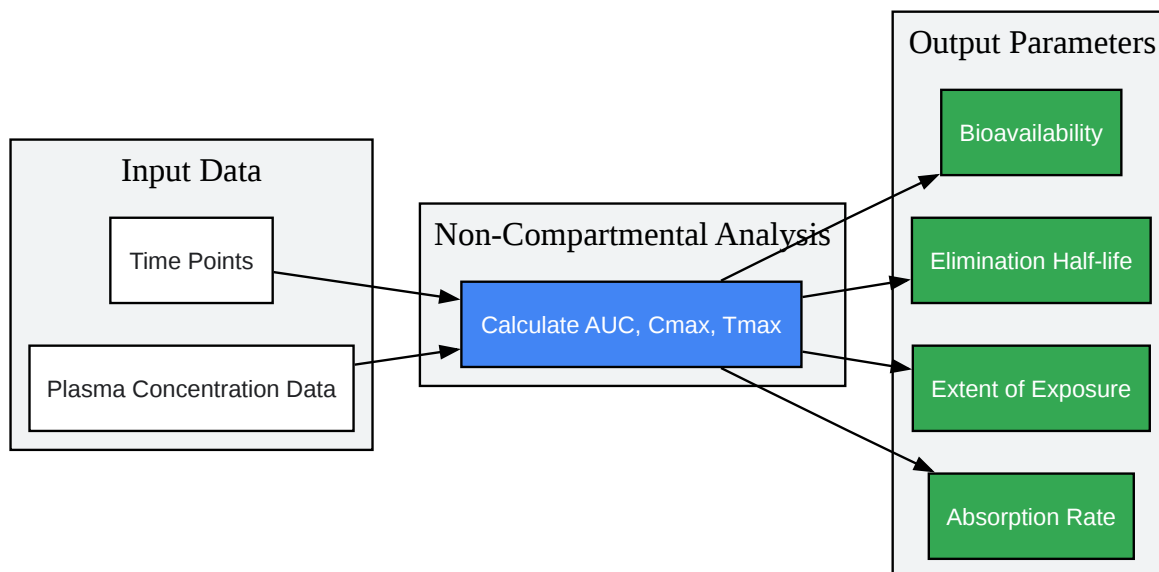 Input Data
Time Points
Plasma Concentration Data
Non-Compartmental Analysis
Calculate AUC, Cmax, Tmax
Output Parameters
Bioavailability
Elimination Half-life
Extent of Exposure
Absorption Rate